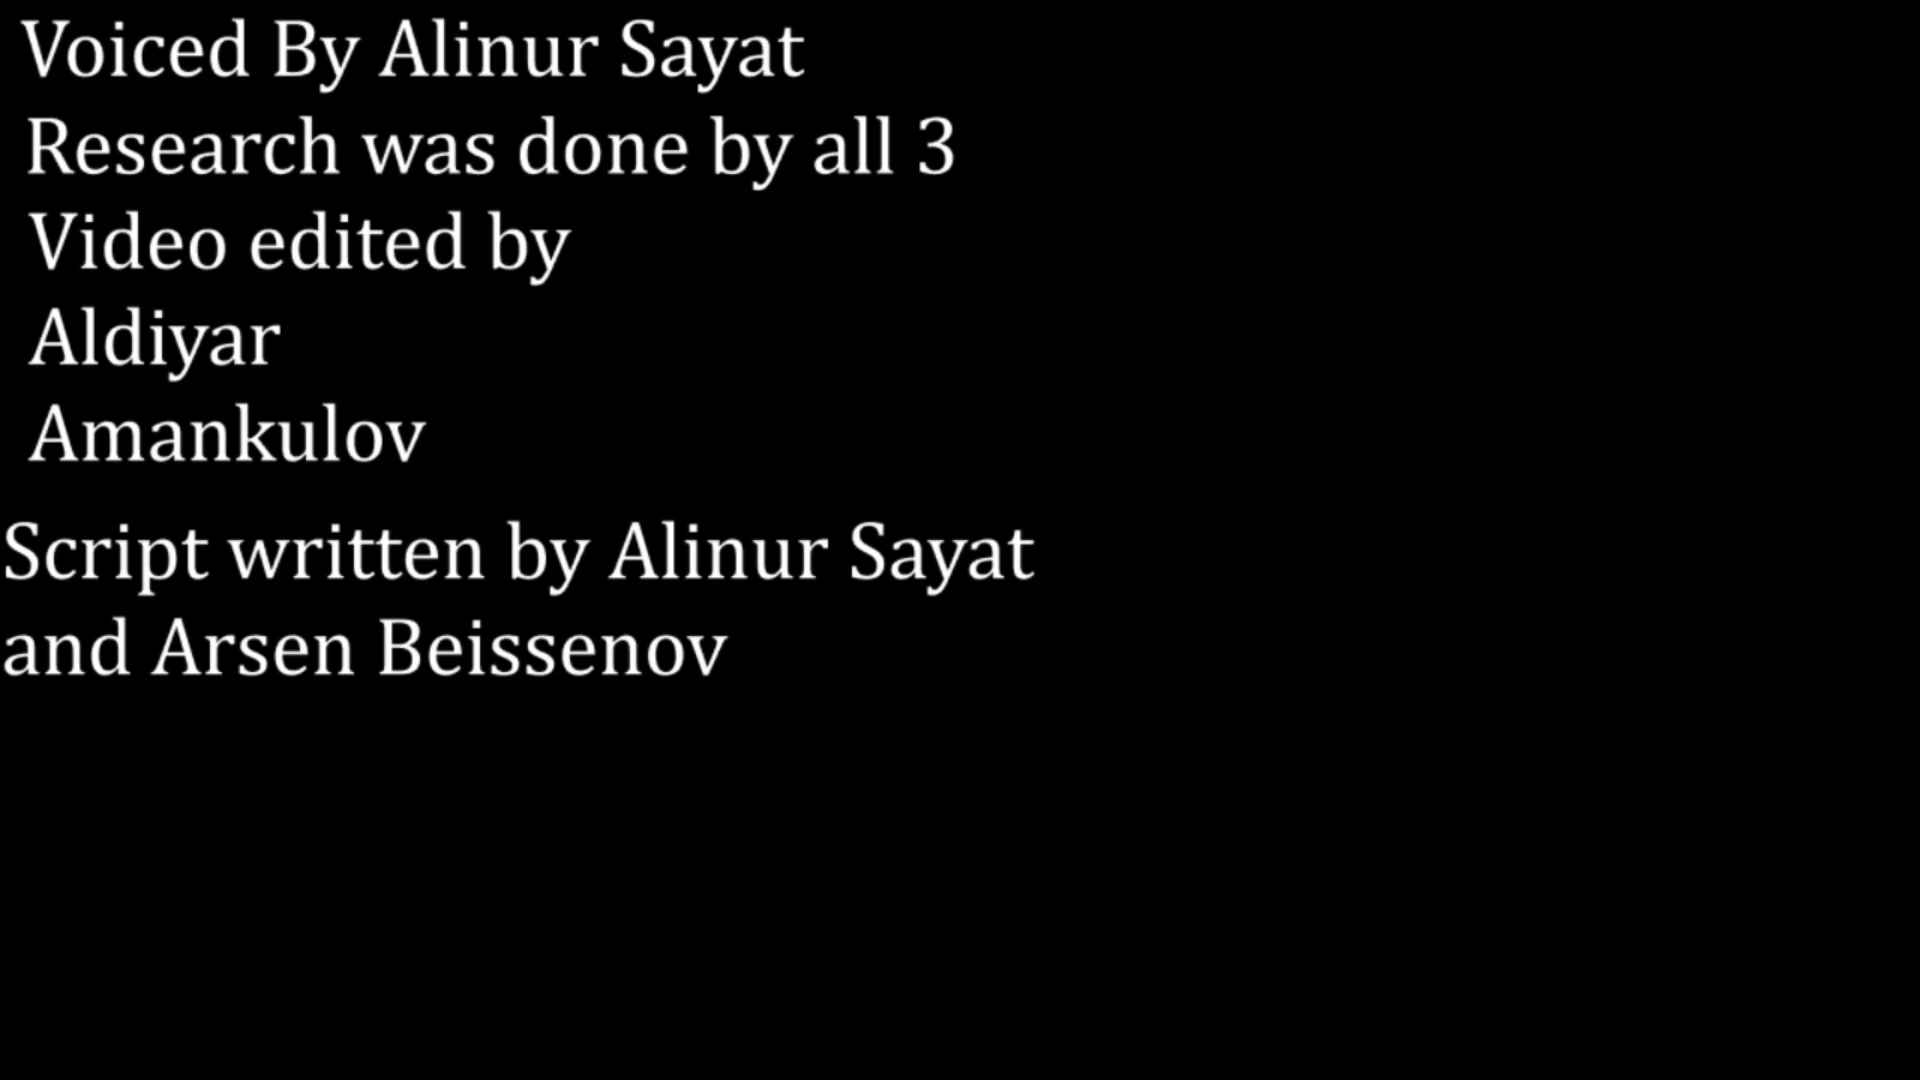 Voiced By Alinur Sayat
Research was done by all 3
Video edited by
Aldiyar
Amankulov
Script written by Alinur Sayat
and Arsen Beissenov